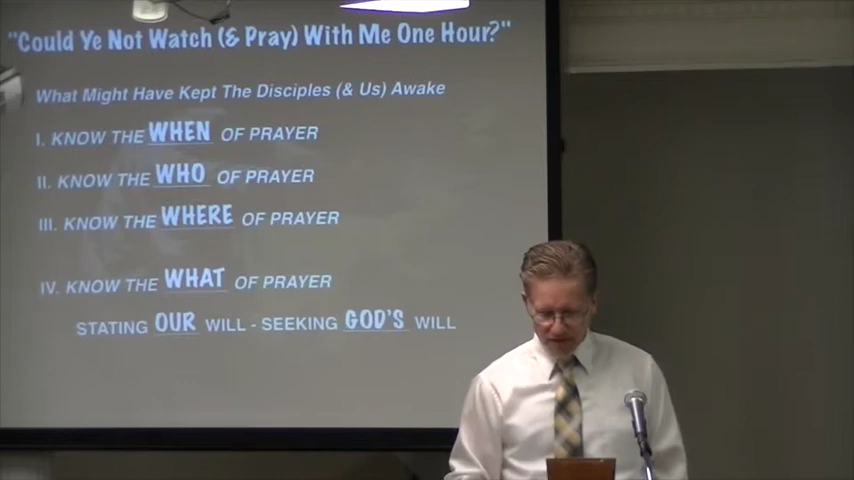 "Could Ye Not Watch (& Pray) With Me One Hour?"
What Might Have Kept The Disciples (& Us) Awake
I. KNOW THE WHEN OF PRAYER
II. KNOW THE WHO OF PRAYER
III. KNOW THE WHERE OF PRAYER
IV. KNOW THE WHAT OF PRAYER
STATING OUR WILL - SEEKING GOD'S WILL